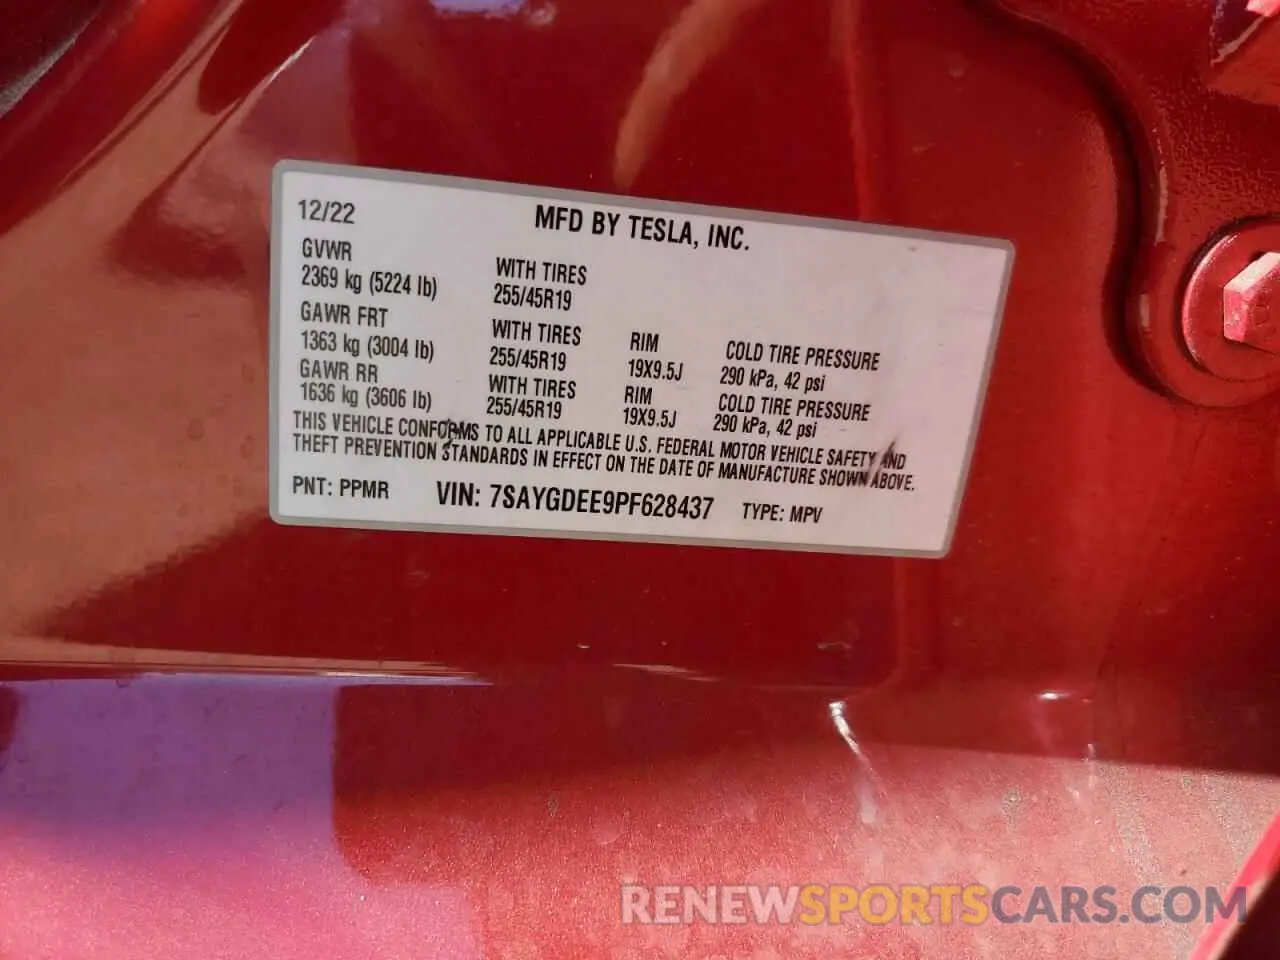 12/22 MFD BY TESLA, INC.
GVWR
2369 kg (5224 lb) WITH TIRES 255/45R19
GAWR FRT
1363 kg (3004 lb) WITH TIRES 255/45R19 RIM 19X9.5J COLD TIRE PRESSURE 290 kPa, 42 psi
GAWR RR
1636 kg (3606 lb) WITH TIRES 255/45R19 RIM 19X9.5J COLD TIRE PRESSURE 290 kPa, 42 psi
THIS VEHICLE CONFORMS TO ALL APPLICABLE U.S. FEDERAL MOTOR VEHICLE SAFETY AND
THEFT PREVENTION STANDARDS IN EFFECT ON THE DATE OF MANUFACTURE SHOWN ABOVE.
PNT: PPMR VIN: 7SAYGDEE9PF628437 TYPE: MPV
RENEWSPORTSCARS.COM